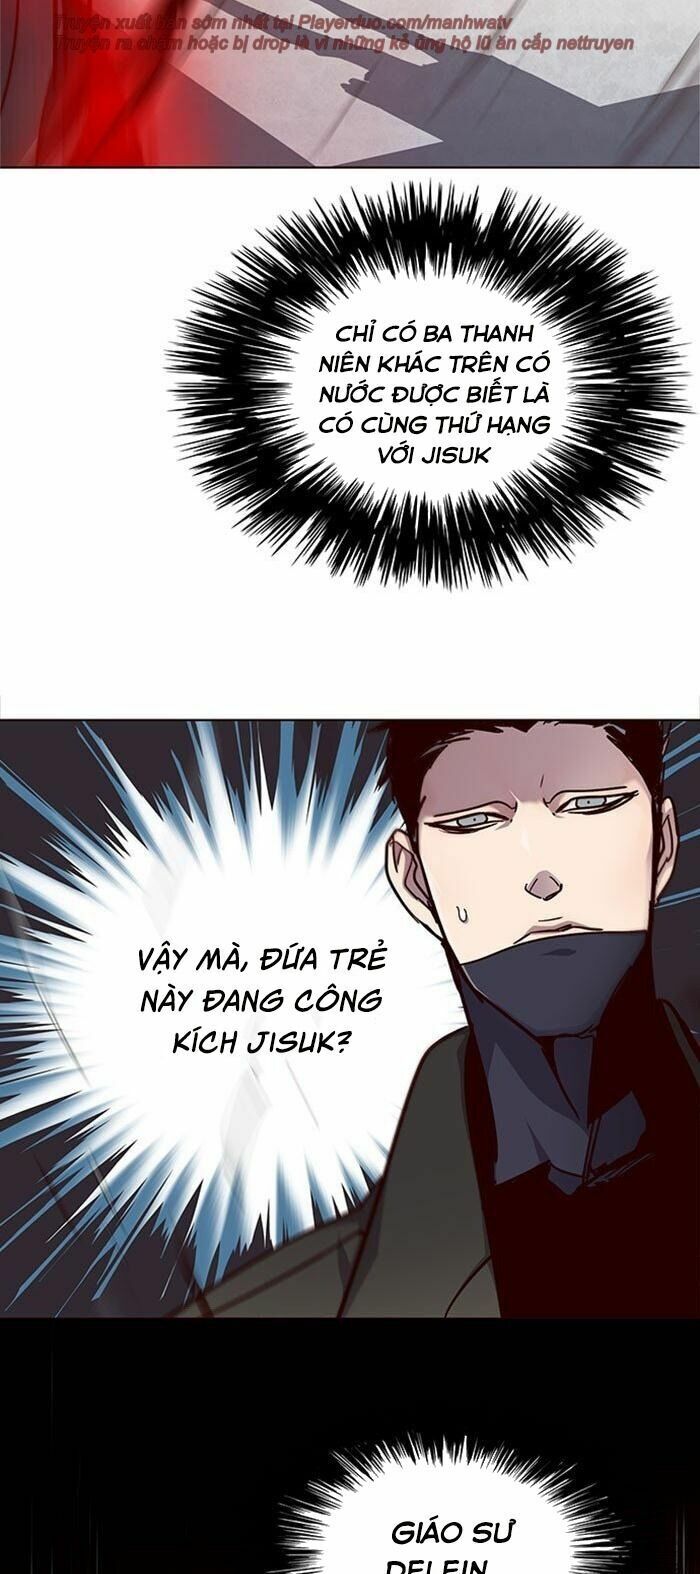 Truyện xuất bản sớm nhất tại Playerduo.com/manhwatv
Truyện ra chậm hoặc bị drop là vì những kẻ ủng hộ lũ ăn cắp nettruyen
CHỈ CÓ BA THANH
NIÊN KHÁC TRÊN CÓ
NƯỚC ĐƯỢC BIẾT LÀ
CÓ CÙNG THỨ HẠNG
VỚI JISUK
VẬY MÀ, ĐỨA TRẺ
NÀY ĐANG CÔNG
KÍCH JISUK?
GIÁO SƯ
DELEIN